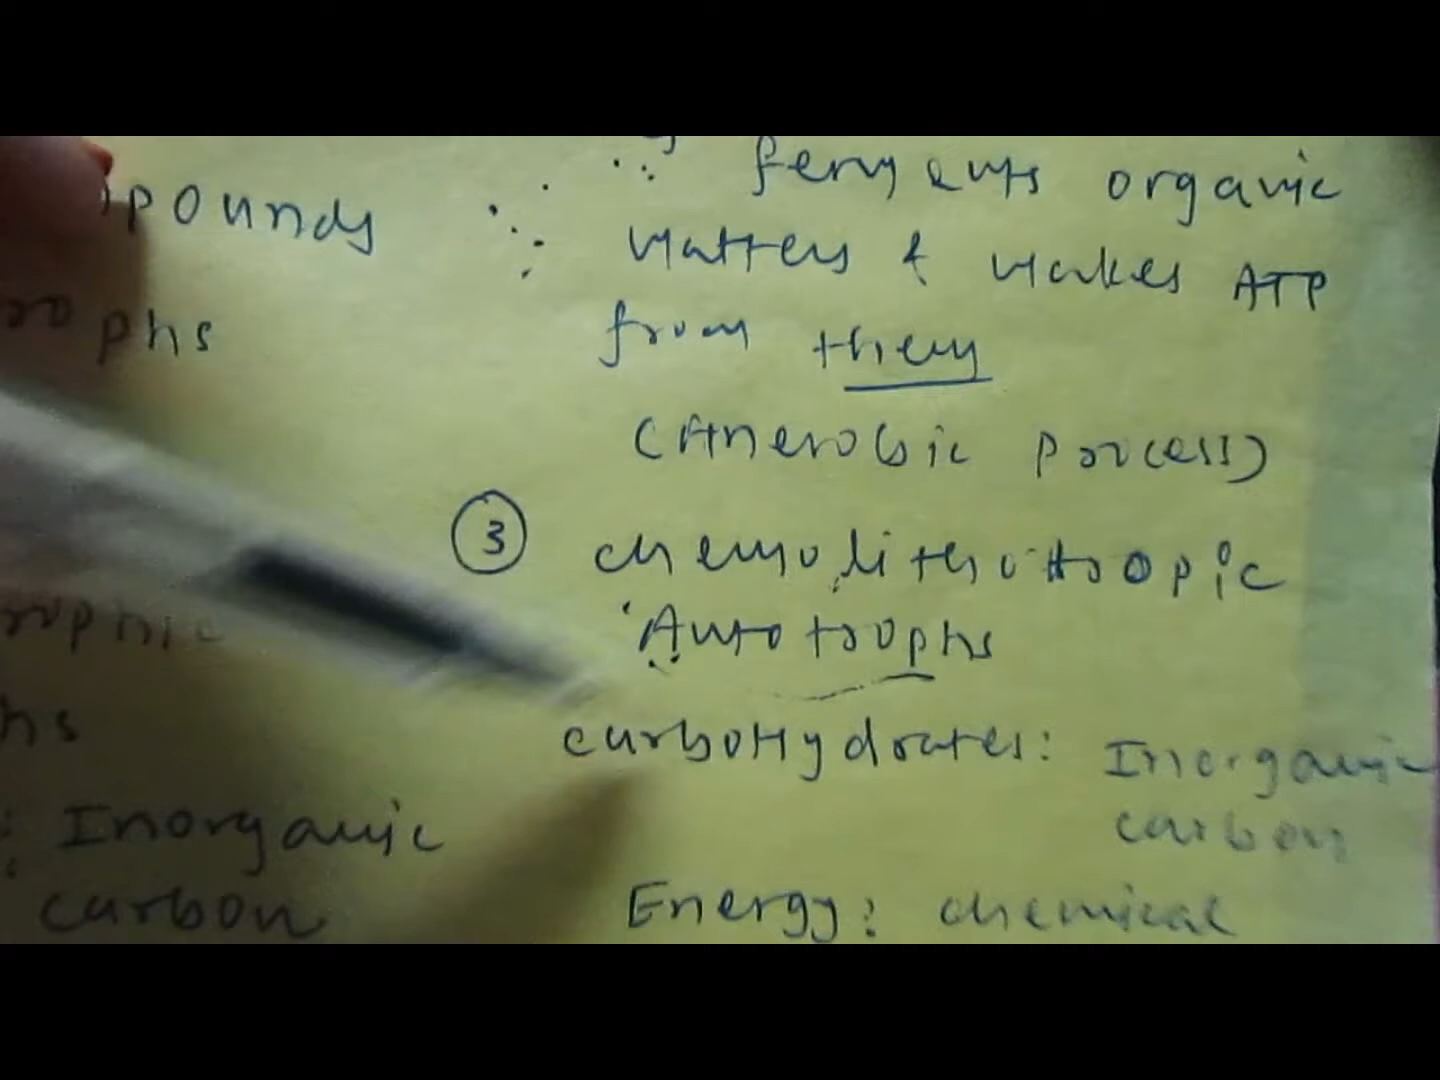 pounds
phs
hs
Inorganic
carbon
ferments organic
Matters & Makes ATP
from them
(Anerobic Process)
3 chemolithotropic
Autotrophs
carboHydrates: Inorganic
carbon
Energy: chemical